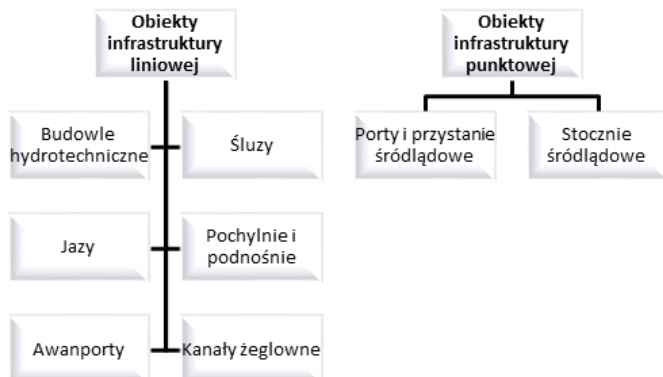 Obiekty
infrastruktury
liniowej
Obiekty
infrastruktury
punktowej
Budowle
hydrotechniczne
Śluzy
Porty i przystanie
śródlądowe
Stocznie
śródlądowe
Jazy
Pochylnie i
podnośnie
Awanporty
Kanały żeglowne